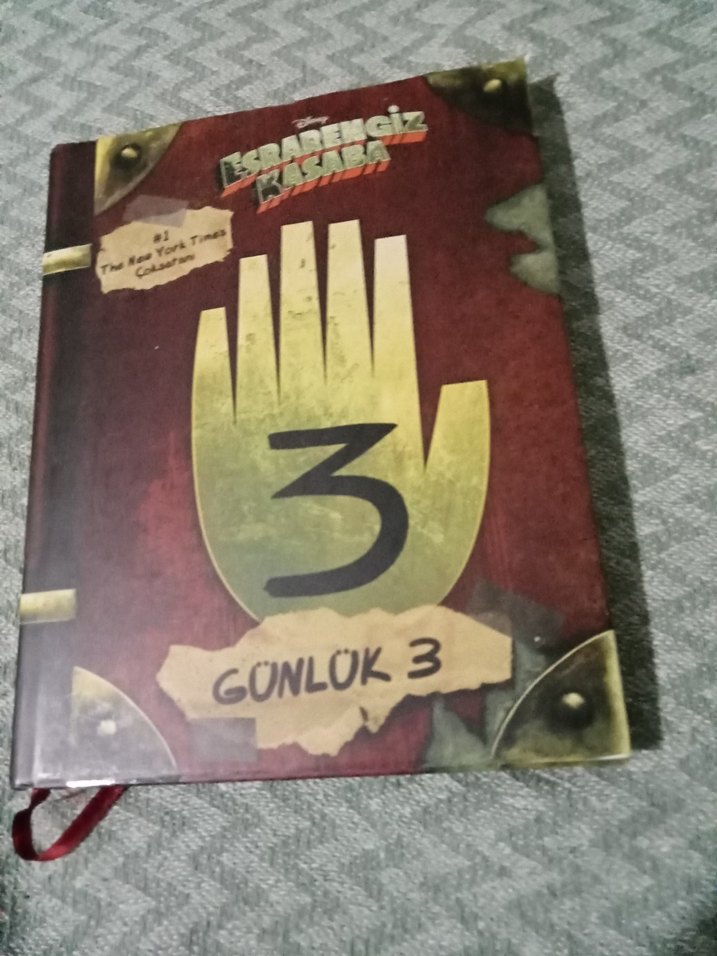 Disney
ESRARENGİZ
KASABA
#1
The New York Times
Çoksatanı
3
GÜNLÜK 3